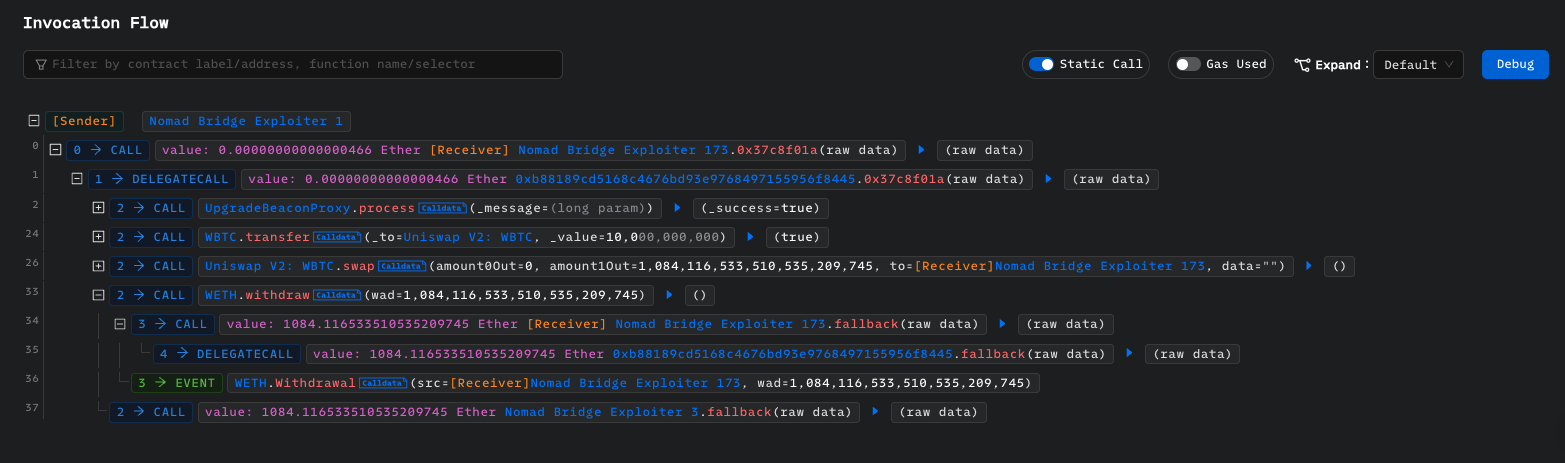 Invocation Flow
Filter by contract label/address, function name/selector Static Call Gas Used Expand : Default Debug
[Sender] Nomad Bridge Exploiter 1
0 0 → CALL value: 0.00000000000000466 Ether [Receiver] Nomad Bridge Exploiter 173.0x37c8f01a(raw data) ▶ (raw data)
1 1 → DELEGATECALL value: 0.00000000000000466 Ether 0xb88189cd5168c4676bd93e9768497155956f8445.0x37c8f01a(raw data) ▶ (raw data)
2 2 → CALL UpgradeBeaconProxy.process Calldata (_message=(long param)) ▶ (_success=true)
24 2 → CALL WBTC.transfer Calldata (_to=Uniswap V2: WBTC, _value=10,000,000,000) ▶ (true)
26 2 → CALL Uniswap V2: WBTC.swap Calldata (amount0Out=0, amount1Out=1,084,116,533,510,535,209,745, to=[Receiver]Nomad Bridge Exploiter 173, data="") ▶ ()
33 2 → CALL WETH.withdraw Calldata (wad=1,084,116,533,510,535,209,745) ▶ ()
34 3 → CALL value: 1084.116533510535209745 Ether [Receiver] Nomad Bridge Exploiter 173.fallback(raw data) ▶ (raw data)
35 4 → DELEGATECALL value: 1084.116533510535209745 Ether 0xb88189cd5168c4676bd93e9768497155956f8445.fallback(raw data) ▶ (raw data)
36 3 → EVENT WETH.Withdrawal Calldata (src=[Receiver]Nomad Bridge Exploiter 173, wad=1,084,116,533,510,535,209,745)
37 2 → CALL value: 1084.116533510535209745 Ether Nomad Bridge Exploiter 3.fallback(raw data) ▶ (raw data)